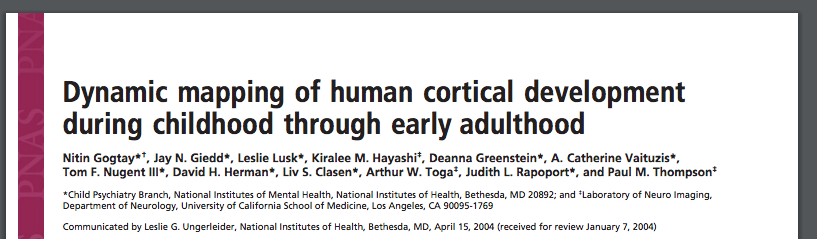 PNAS PNAS
Dynamic mapping of human cortical development
during childhood through early adulthood
Nitin Gogtay*†, Jay N. Giedd*, Leslie Lusk*, Kiralee M. Hayashi‡, Deanna Greenstein*, A. Catherine Vaituzis*,
Tom F. Nugent III*, David H. Herman*, Liv S. Clasen*, Arthur W. Toga‡, Judith L. Rapoport*, and Paul M. Thompson‡
*Child Psychiatry Branch, National Institutes of Mental Health, National Institutes of Health, Bethesda, MD 20892; and ‡Laboratory of Neuro Imaging,
Department of Neurology, University of California School of Medicine, Los Angeles, CA 90095-1769
Communicated by Leslie G. Ungerleider, National Institutes of Health, Bethesda, MD, April 15, 2004 (received for review January 7, 2004)